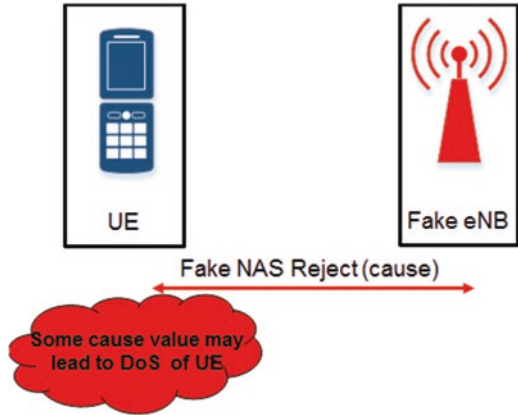 UE
Fake eNB
Fake NAS Reject (cause)
Some cause value may
lead to DoS of UE